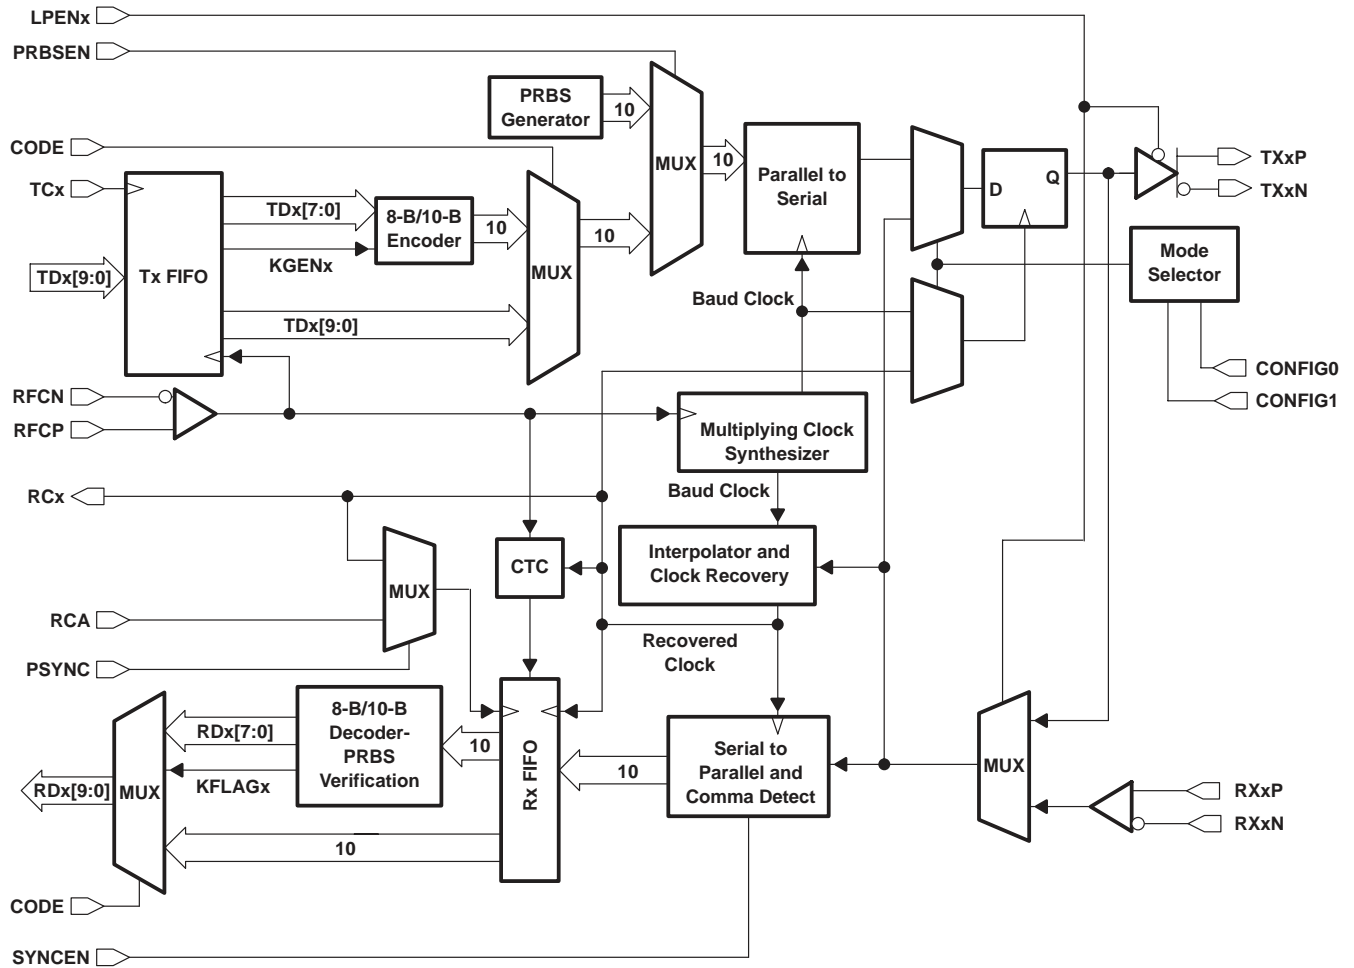 LPENx
PRBSEN
PRBS
Generator
10
CODE
MUX
10
TCx
Parallel to
Serial
D
Q
TXxP
TXxN
TDx[7:0]
8-B/10-B
Encoder
10
10
KGENx
MUX
TDx[9:0]
Tx FIFO
TDx[9:0]
Baud Clock
Mode
Selector
RFCN
RFCP
CONFIG0
CONFIG1
Multiplying Clock
Synthesizer
Baud Clock
RCx
Interpolator and
Clock Recovery
CTC
MUX
RCA
Recovered
Clock
PSYNC
8-B/10-B
Decoder-
PRBS
Verification
RDx[7:0]
10
Rx FIFO
10
Serial to
Parallel and
Comma Detect
MUX
KFLAGx
RDx[9:0]
MUX
RXxP
RXxN
10
CODE
SYNCEN